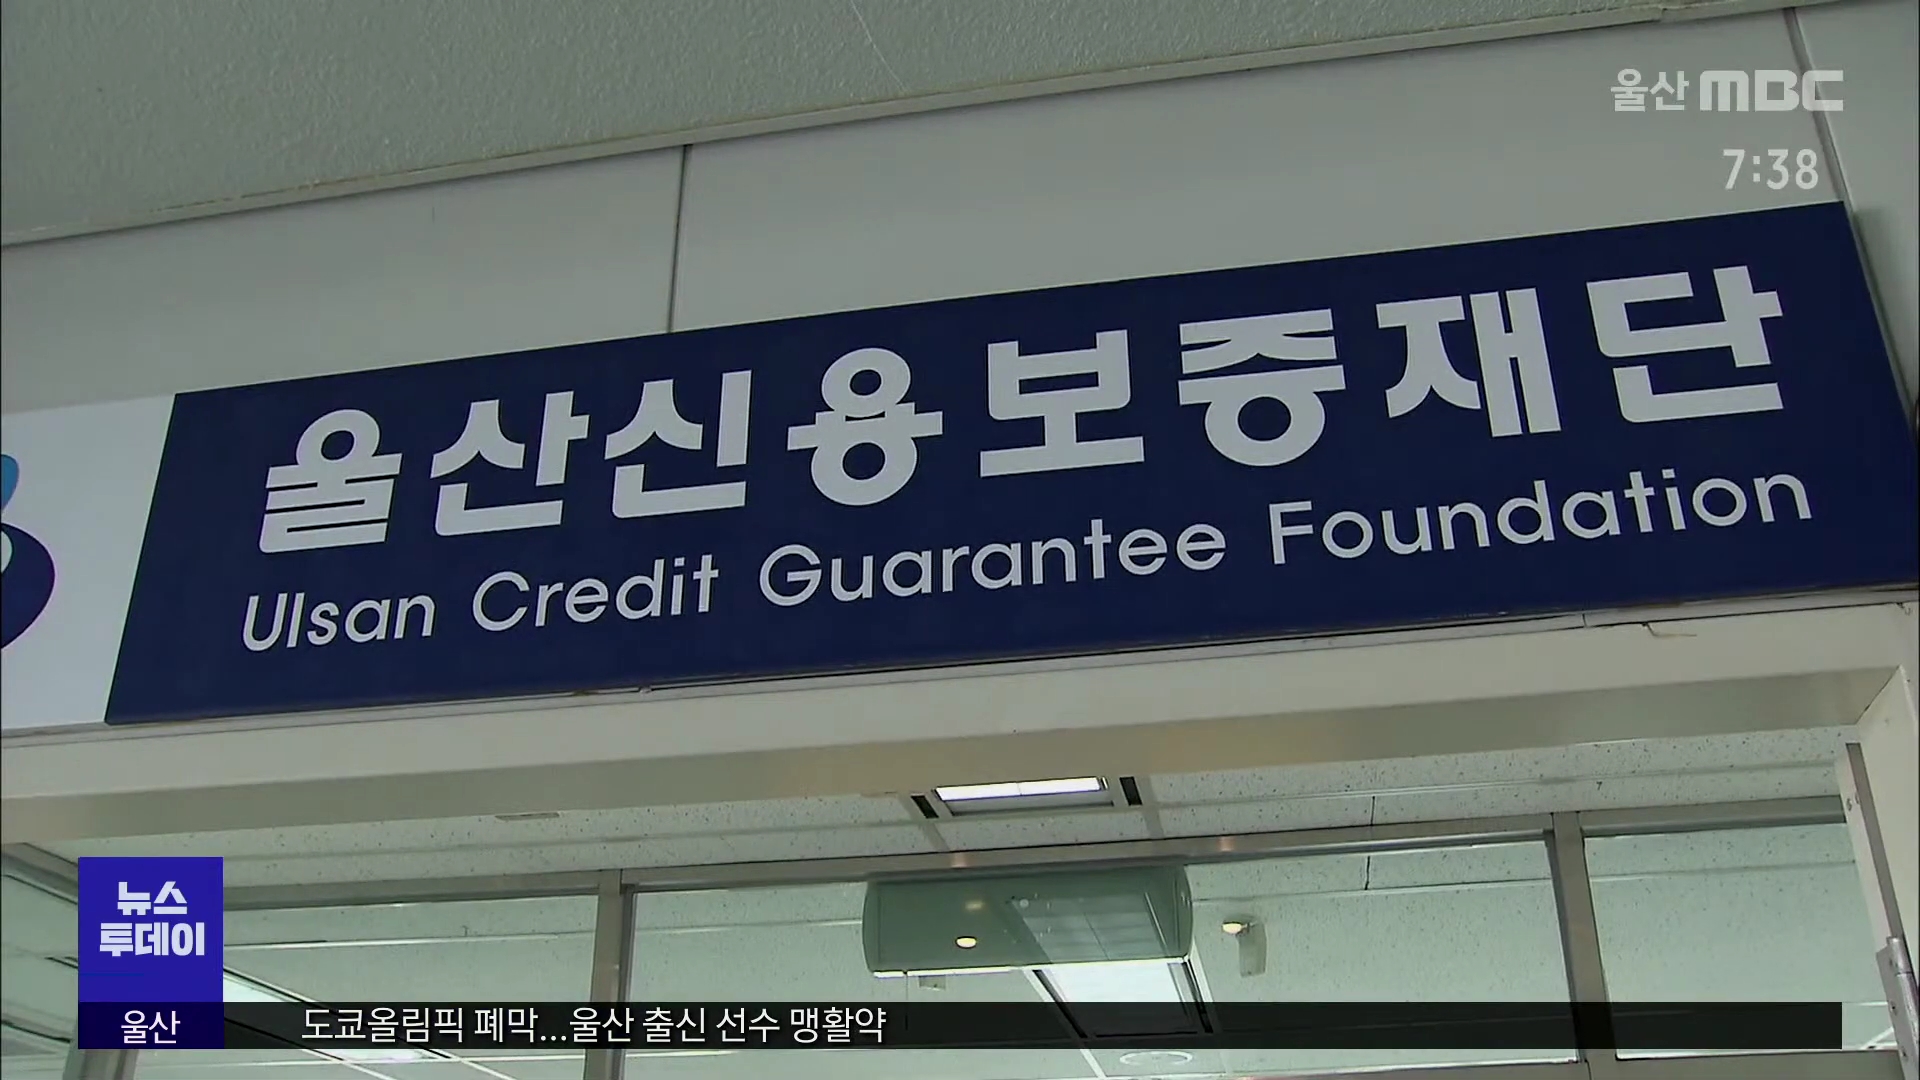 울산 MBC
7:38
울산신용보증재단
Ulsan Credit Guarantee Foundation
뉴스
투데이
울산
도쿄올림픽 폐막...울산 출신 선수 맹활약